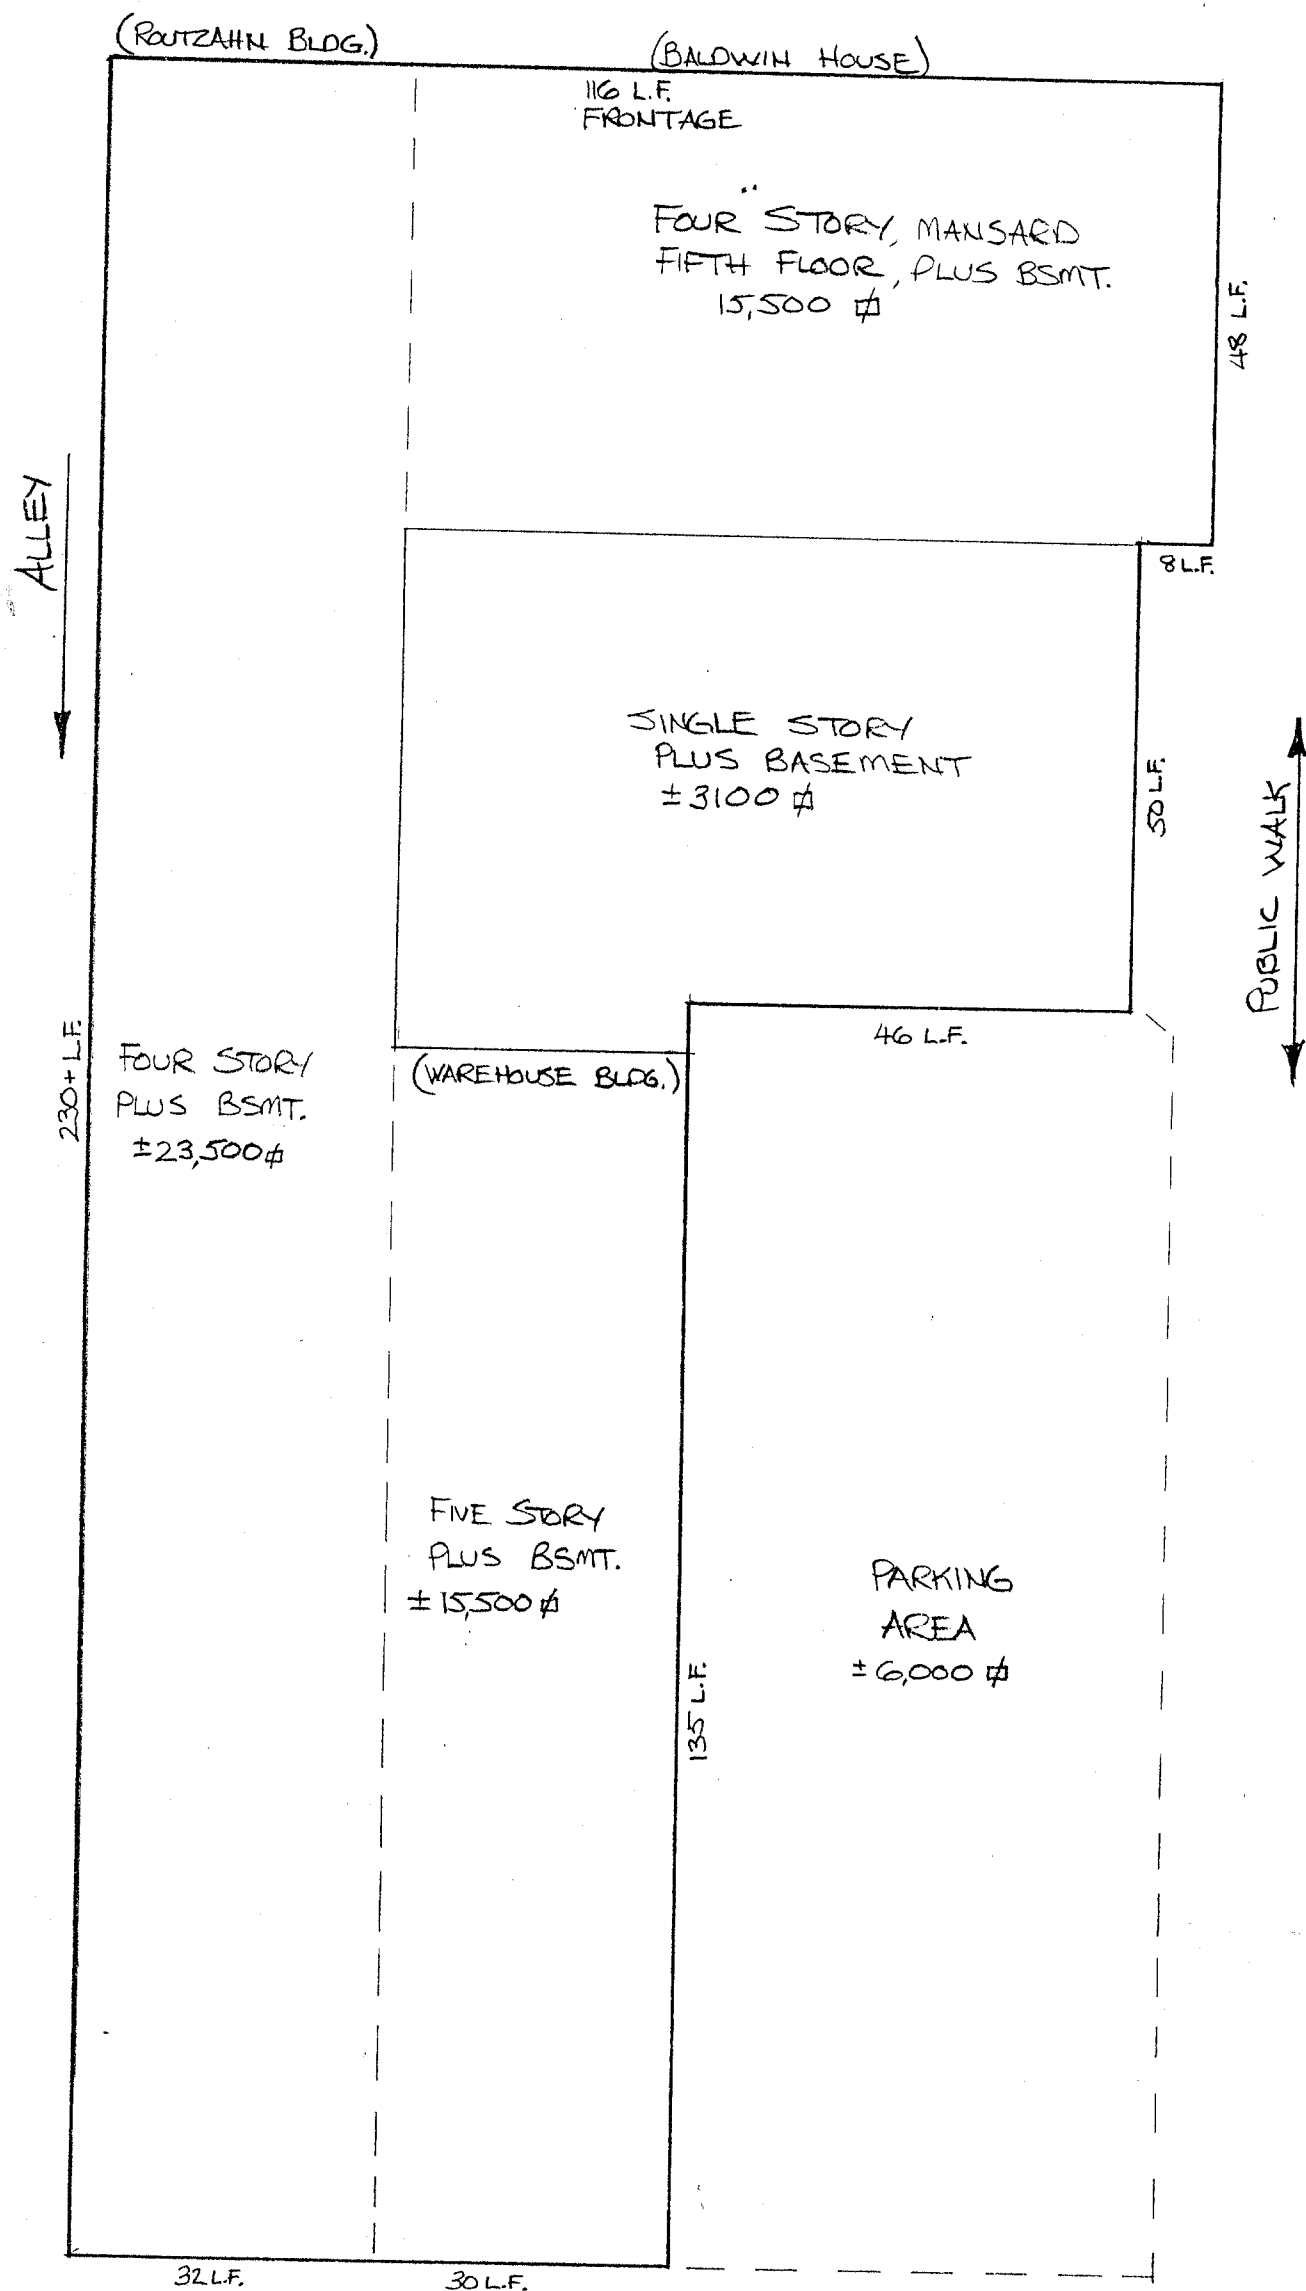 (ROUTZAHN BLDG.)
(BALDWIN HOUSE)
116 L.F.
FRONTAGE
FOUR STORY, MANSARD
FIFTH FLOOR, PLUS BSMT.
15,500 ⏍
48 L.F.
8 L.F.
ALLEY
SINGLE STORY
PLUS BASEMENT
±3100 ⏍
50 L.F.
PUBLIC WALK
46 L.F.
230+ L.F.
FOUR STORY
PLUS BSMT.
±23,500 ⏍
(WAREHOUSE BLDG.)
FIVE STORY
PLUS BSMT.
±15,500 ⏍
135 L.F.
PARKING
AREA
±6,000 ⏍
32 L.F.
30 L.F.